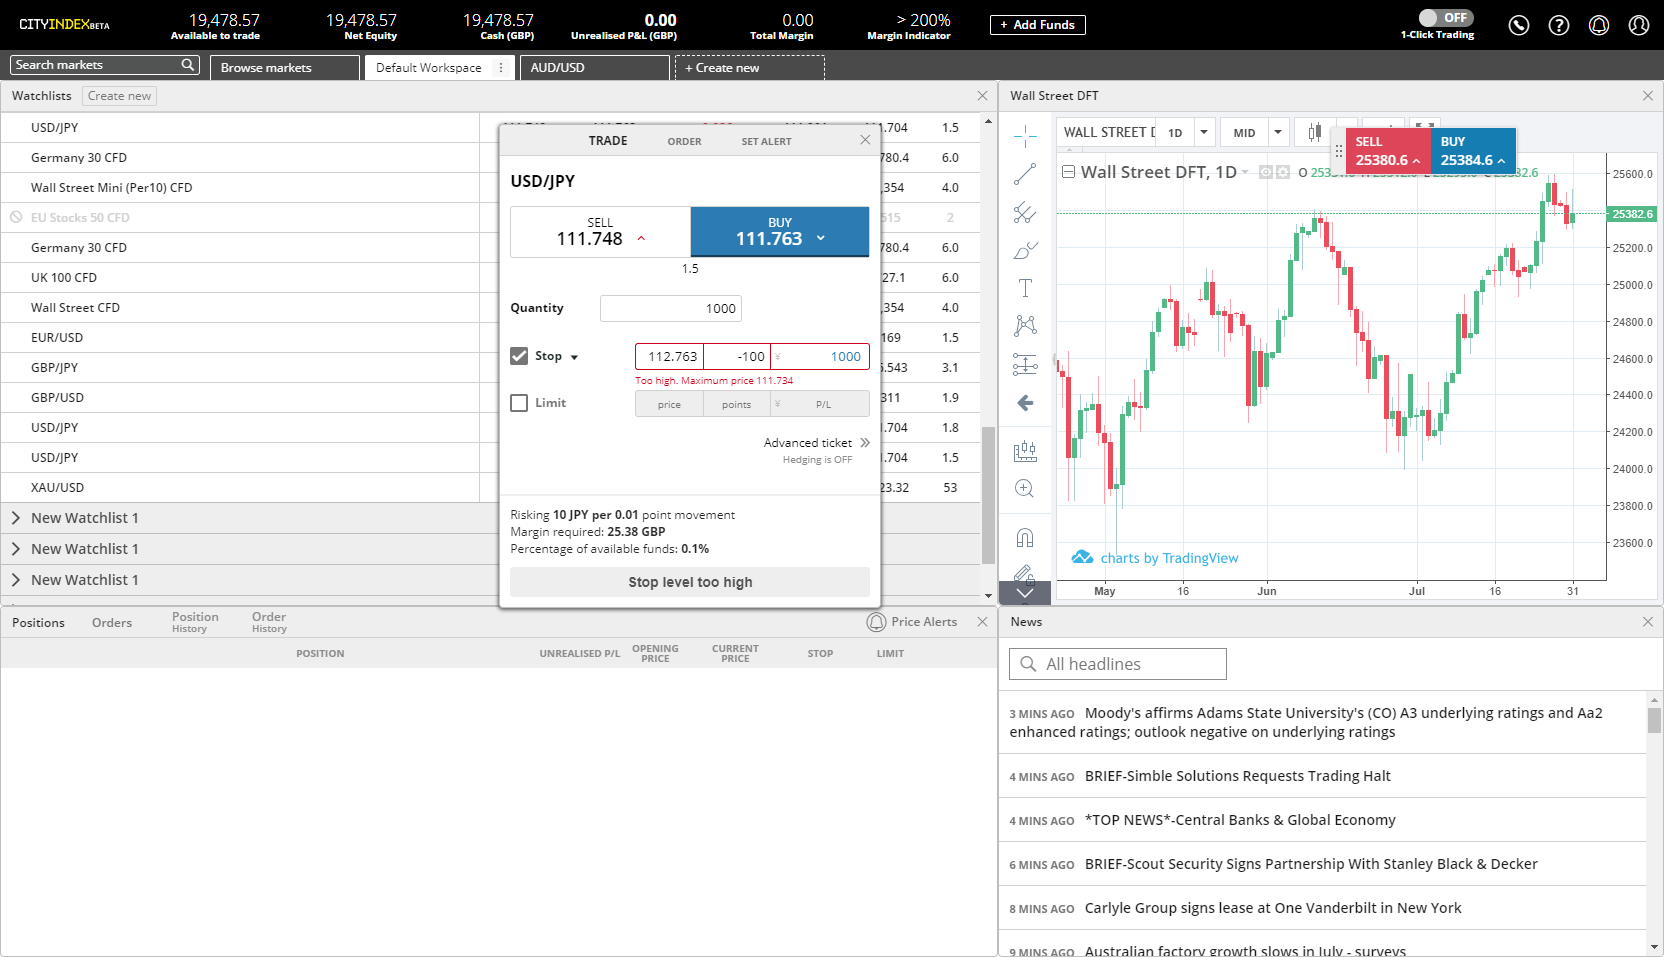 CITYINDEX BETA
19,478.57
Available to trade
19,478.57
Net Equity
19,478.57
Cash (GBP)
0.00
Unrealised P&L (GBP)
0.00
Total Margin
> 200%
Margin Indicator
+ Add Funds
OFF
1-Click Trading
Search markets
Browse markets
Default Workspace
AUD/USD
+ Create new
Watchlists
Create new
USD/JPY .704 1.5
Germany 30 CFD 780.4 6.0
Wall Street Mini (Per10) CFD ,354 4.0
EU Stocks 50 CFD 515 2
Germany 30 CFD 780.4 6.0
UK 100 CFD 27.1 6.0
Wall Street CFD ,354 4.0
EUR/USD 169 1.5
GBP/JPY .543 3.1
GBP/USD 311 1.9
USD/JPY .704 1.8
USD/JPY .704 1.5
XAU/USD 23.32 53
New Watchlist 1
New Watchlist 1
New Watchlist 1
TRADE
ORDER
SET ALERT
USD/JPY
SELL
111.748
BUY
111.763
1.5
Quantity
1000
Stop
112.763
-100
¥
1000
Too high. Maximum price 111.734
Limit
price
points
¥
P/L
Advanced ticket
Hedging is OFF
Risking 10 JPY per 0.01 point movement
Margin required: 25.38 GBP
Percentage of available funds: 0.1%
Stop level too high
Wall Street DFT
WALL STREET D
1D
MID
SELL
25380.6
BUY
25384.6
Wall Street DFT, 1D
25600.0
25382.6
25200.0
25000.0
24800.0
24600.0
24400.0
24200.0
24000.0
23800.0
23600.0
charts by TradingView
May
16
Jun
Jul
16
31
Positions
Orders
Position
History
Order
History
Price Alerts
POSITION
UNREALISED P/L
OPENING
PRICE
CURRENT
PRICE
STOP
LIMIT
News
All headlines
3 MINS AGO Moody's affirms Adams State University's (CO) A3 underlying ratings and Aa2
enhanced ratings; outlook negative on underlying ratings
4 MINS AGO BRIEF-Simble Solutions Requests Trading Halt
4 MINS AGO *TOP NEWS*-Central Banks & Global Economy
6 MINS AGO BRIEF-Scout Security Signs Partnership With Stanley Black & Decker
8 MINS AGO Carlyle Group signs lease at One Vanderbilt in New York
9 MINS AGO Australian factory growth slows in July - surveys